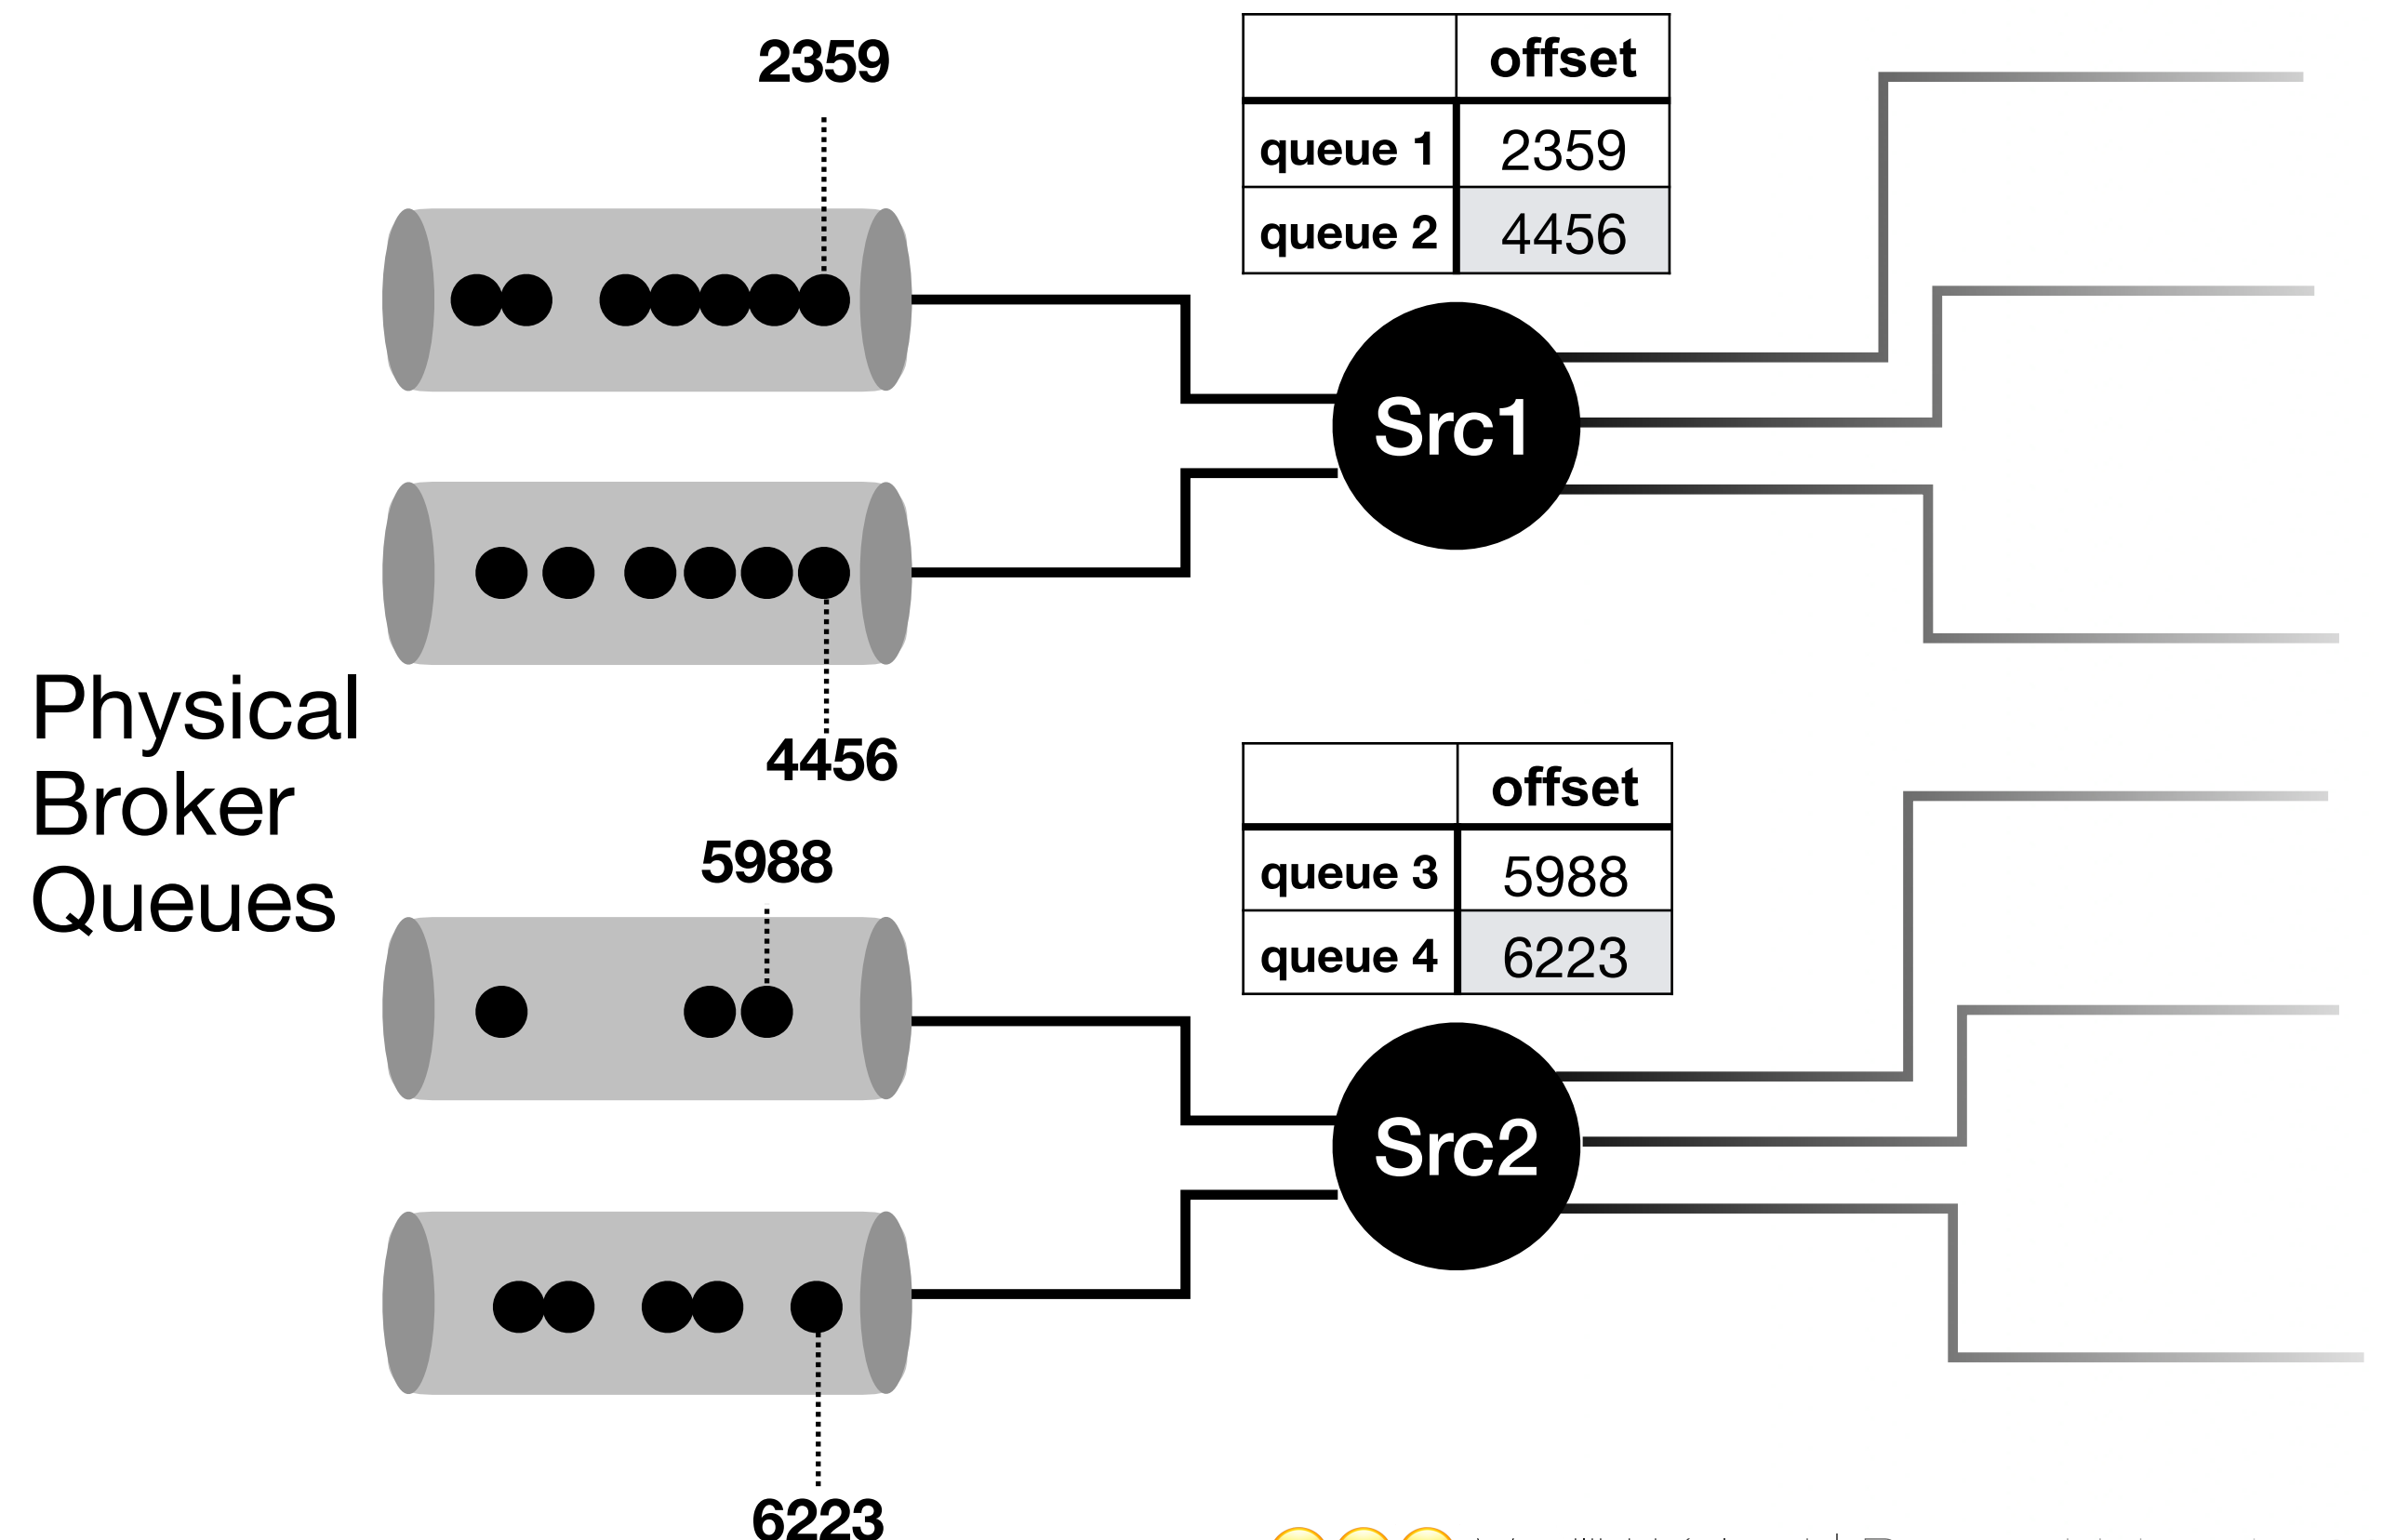 2359
offset
queue 1 2359
queue 2 4456
Src1
4456
Physical
Broker
Queues
5988
offset
queue 3 5988
queue 4 6223
Src2
6223